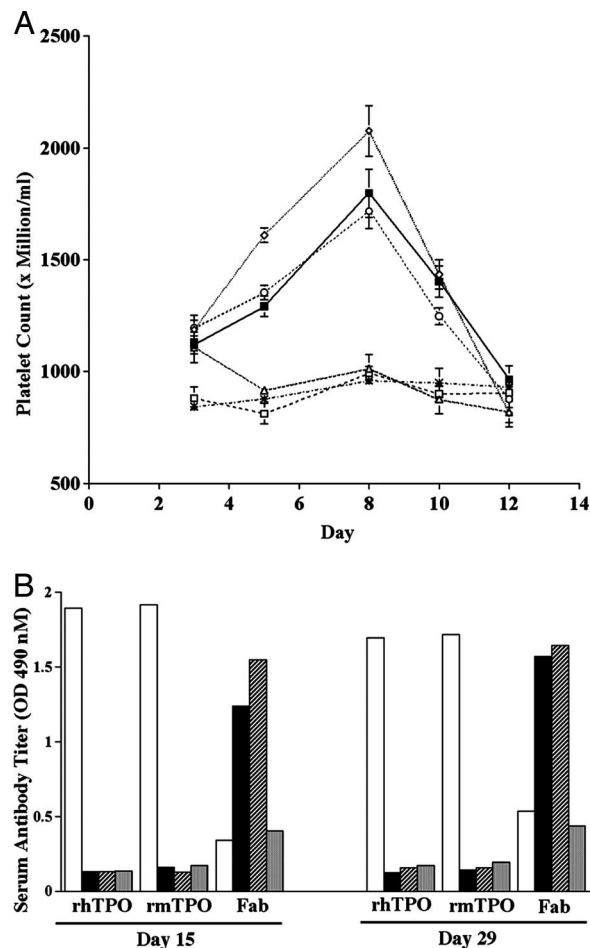 A
2500
2000
1500
1000
500
Platelet Count (x Million/ml)
0 2 4 6 8 10 12 14
Day
B
2
1.5
1
0.5
0
Serum Antibody Titer (OD 490 nM)
rhTPO rmTPO Fab rhTPO rmTPO Fab
Day 15 Day 29